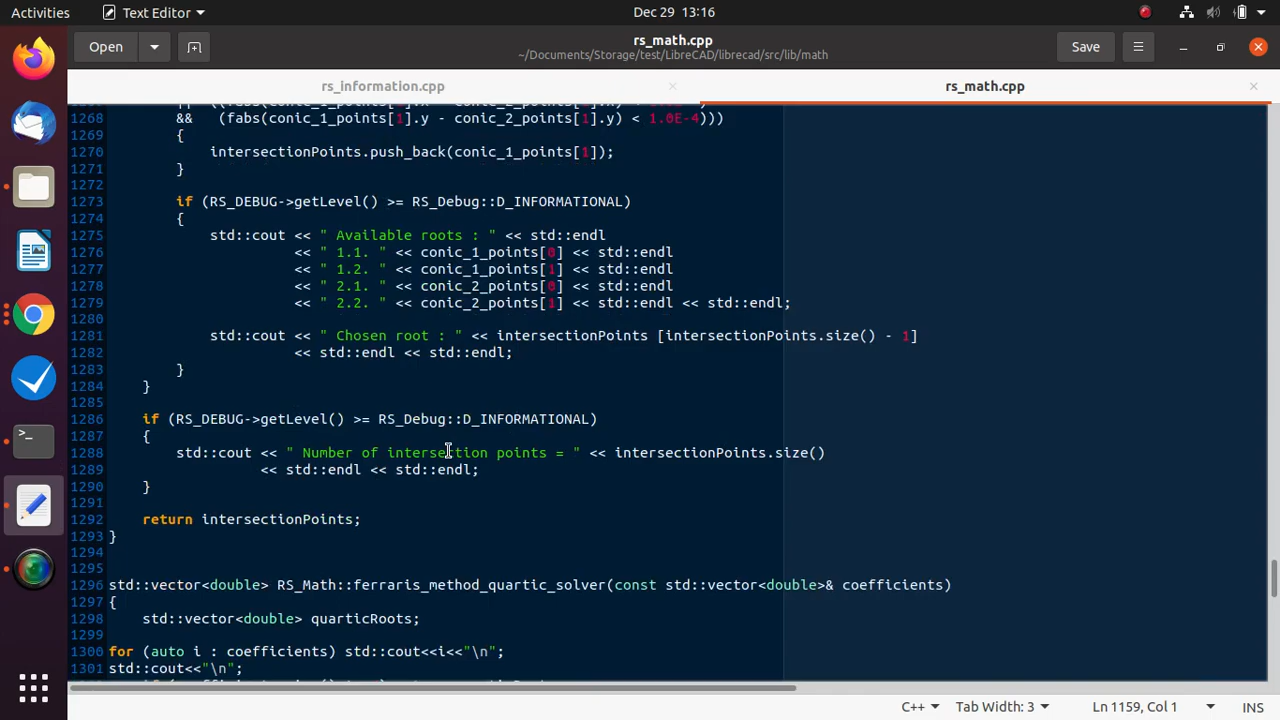 Activities
Text Editor
Dec 29 13:16
Open
rs_math.cpp
~/Documents/Storage/test/LibreCAD/librecad/src/lib/math
Save
rs_information.cpp
rs_math.cpp
1268 && (fabs(conic_1_points[1].y - conic_2_points[1].y) < 1.0E-4)))
1269 {
1270 intersectionPoints.push_back(conic_1_points[1]);
1271 }
1272
1273 if (RS_DEBUG->getLevel() >= RS_Debug::D_INFORMATIONAL)
1274 {
1275 std::cout << " Available roots : " << std::endl
1276 << " 1.1. " << conic_1_points[0] << std::endl
1277 << " 1.2. " << conic_1_points[1] << std::endl
1278 << " 2.1. " << conic_2_points[0] << std::endl
1279 << " 2.2. " << conic_2_points[1] << std::endl << std::endl;
1280
1281 std::cout << " Chosen root : " << intersectionPoints [intersectionPoints.size() - 1]
1282 << std::endl << std::endl;
1283 }
1284 }
1285
1286 if (RS_DEBUG->getLevel() >= RS_Debug::D_INFORMATIONAL)
1287 {
1288 std::cout << " Number of intersection points = " << intersectionPoints.size()
1289 << std::endl << std::endl;
1290 }
1291
1292 return intersectionPoints;
1293 }
1294
1295
1296 std::vector<double> RS_Math::ferraris_method_quartic_solver(const std::vector<double>& coefficients)
1297 {
1298 std::vector<double> quarticRoots;
1299
1300 for (auto i : coefficients) std::cout<<i<<"\n";
1301 std::cout<<"\n";
C++
Tab Width: 3
Ln 1159, Col 1
INS